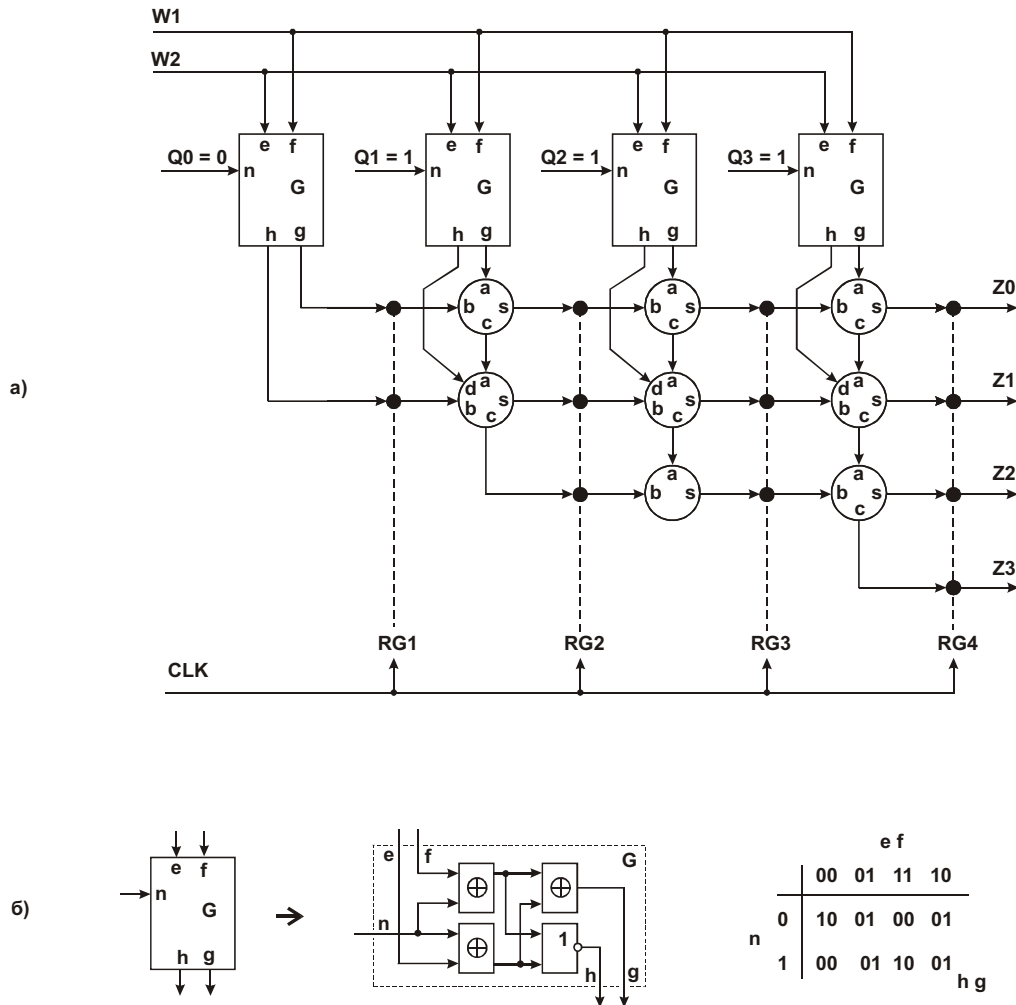 W1
W2
e f
e f
e f
e f
Q0 = 0
Q1 = 1
Q2 = 1
Q3 = 1
n
n
n
n
G
G
G
G
h g
h g
h g
h g
a
a
a
Z0
b s
b s
b s
c
c
c
а)
d a
d a
d a
Z1
b s
b s
b s
c
c
c
a
a
Z2
b s
b s
c
Z3
RG1
RG2
RG3
RG4
CLK
б)
e f
n
G
h g
e f
G
n
⊕
⊕
⊕
1
h
g
e f
00 01 11 10
0 10 01 00 01
n
1 00 01 10 01
h g